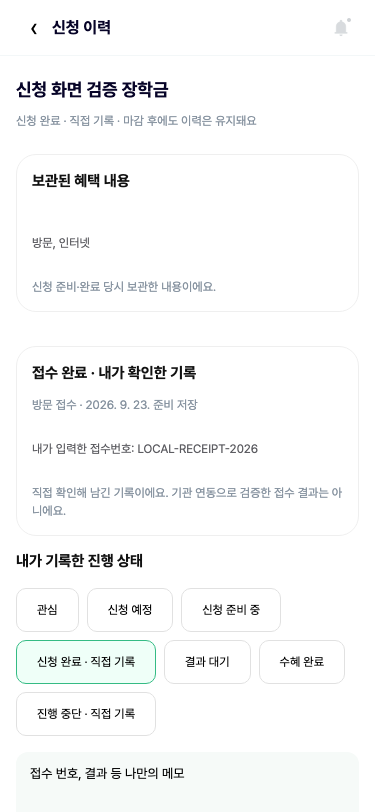 신청 이력
신청 화면 검증 장학금
신청 완료 · 직접 기록 · 마감 후에도 이력은 유지돼요
보관된 혜택 내용
방문, 인터넷
신청 준비·완료 당시 보관한 내용이에요.
접수 완료 · 내가 확인한 기록
방문 접수 · 2026. 9. 23. 준비 저장
내가 입력한 접수번호: LOCAL-RECEIPT-2026
직접 확인해 남긴 기록이에요. 기관 연동으로 검증한 접수 결과는 아
니에요.
내가 기록한 진행 상태
관심
신청 예정
신청 준비 중
신청 완료 · 직접 기록
결과 대기
수혜 완료
진행 중단 · 직접 기록
접수 번호, 결과 등 나만의 메모